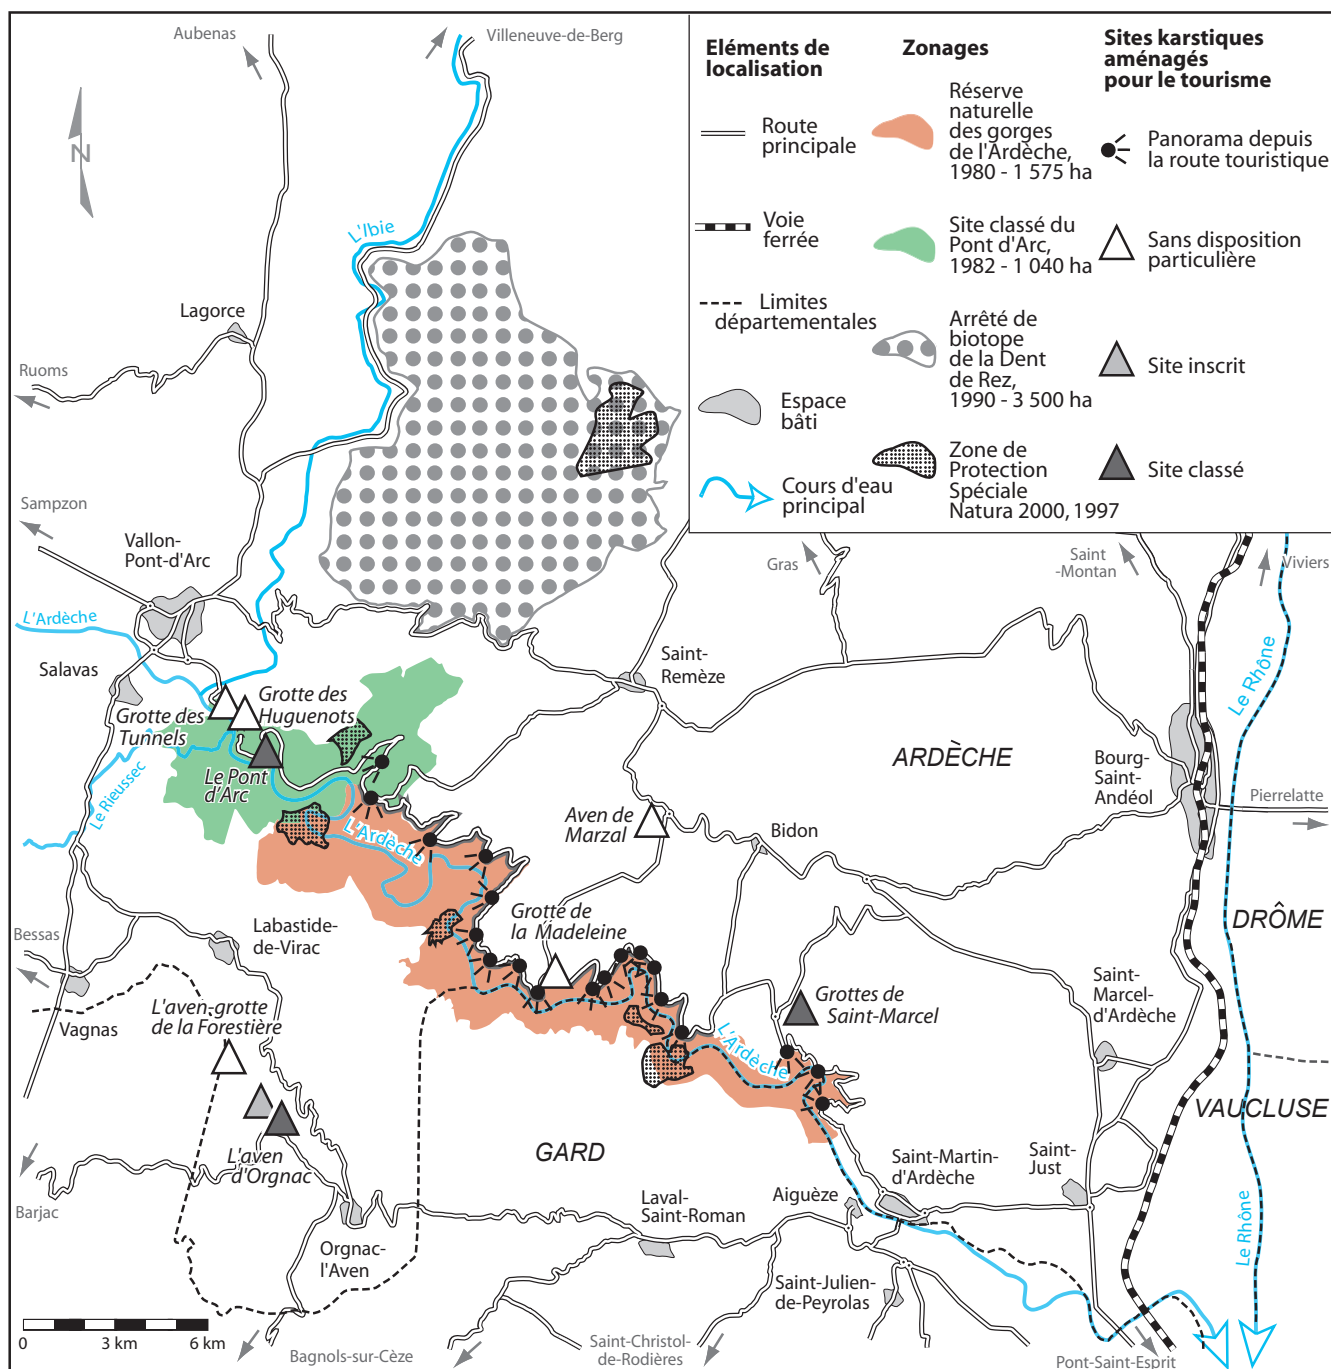 Aubenas
Villeneuve-de-Berg
N
L'Ibie
Lagorce
Ruoms
Sampzon
Vallon-
Pont-d'Arc
L'Ardèche
Salavas
Grotte des
Tunnels
Grotte des
Huguenots
Le Pont
d'Arc
Le Rieussec
L'Ardèche
Labastide-
de-Virac
Bessas
Vagnas
L'aven-grotte
de la Forestière
L'aven
d'Orgnac
Barjac
Orgnac-
l'Aven
0
3 km
6 km
Bagnols-sur-Cèze
Eléments de
localisation
Route
principale
Voie
ferrée
Limites
départementales
Espace
bâti
Cours d'eau
principal
Zonages
Réserve
naturelle
des gorges
de l'Ardèche,
1980 - 1 575 ha
Site classé du
Pont d'Arc,
1982 - 1 040 ha
Arrêté de
biotope
de la Dent
de Rez,
1990 - 3 500 ha
Zone de
Protection
Spéciale
Natura 2000, 1997
Sites karstiques
aménagés
pour le tourisme
Panorama depuis
la route touristique
Sans disposition
particulière
Site inscrit
Site classé
Gras
Saint
-Montan
Viviers
Saint-
Remèze
Le Rhône
ARDÈCHE
Bourg-
Saint-
Andéol
Pierrelatte
Aven de
Marzal
Bidon
Grotte de
la Madeleine
DRÔME
Grottes de
Saint-Marcel
Saint-
Marcel-
d'Ardèche
L'Ardèche
VAUCLUSE
GARD
Saint-Martin-
d'Ardèche
Saint-
Just
Aiguèze
Laval-
Saint-Roman
Le Rhône
Saint-Julien-
de-Peyrolas
Saint-Christol-
de-Rodières
Pont-Saint-Esprit